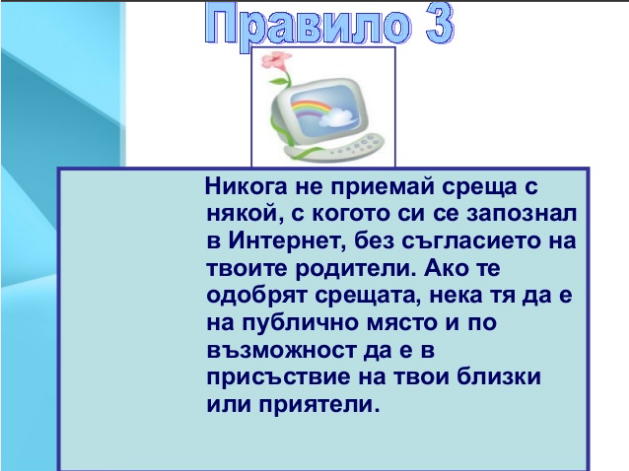 Правило 3
Никога не приемай среща с
някой, с когото си се запознал
в Интернет, без съгласието на
твоите родители. Ако те
одобрят срещата, нека тя да е
на публично място и по
възможност да е в
присъствие на твои близки
или приятели.